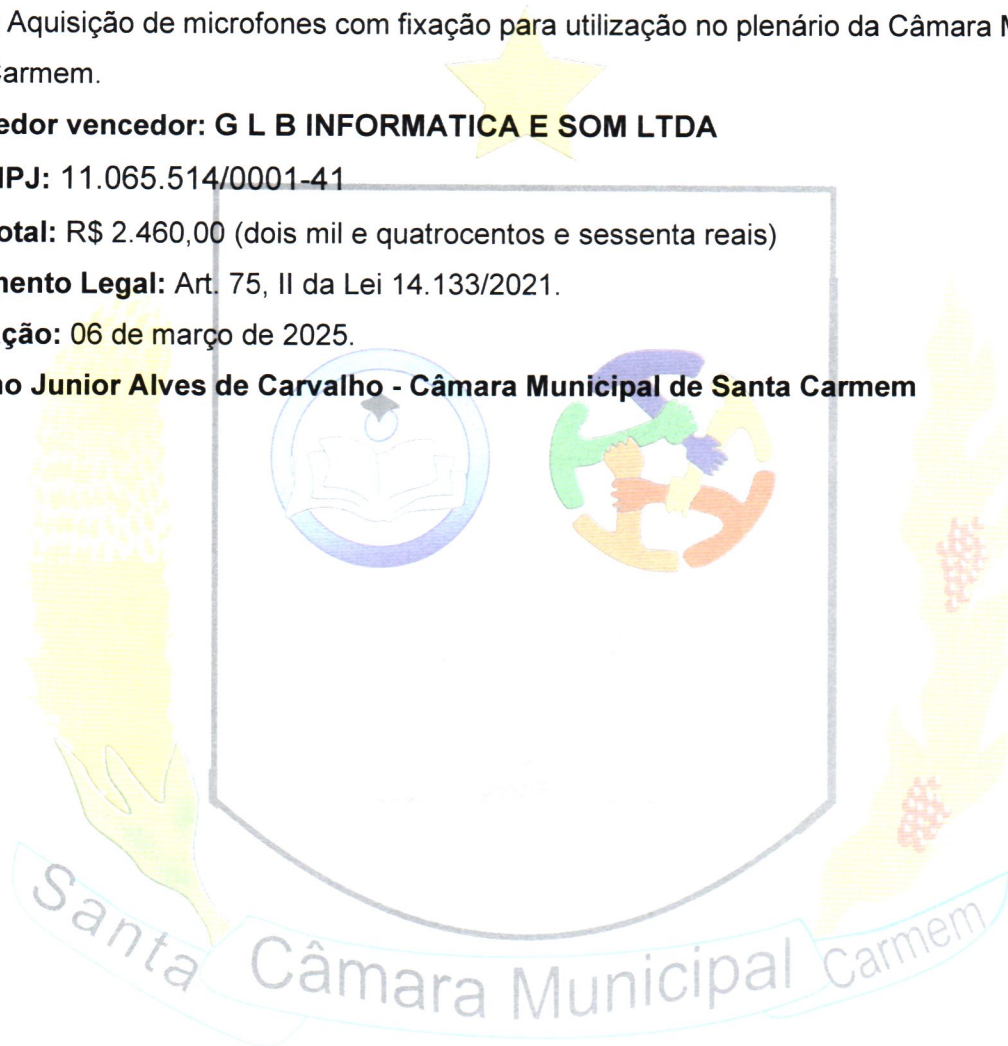 Aquisição de microfones com fixação para utilização no plenário da Câmara M
Carmem.
edor vencedor: G L B INFORMATICA E SOM LTDA
IPJ: 11.065.514/0001-41
otal: R$ 2.460,00 (dois mil e quatrocentos e sessenta reais)
mento Legal: Art. 75, II da Lei 14.133/2021.
ção: 06 de março de 2025.
no Junior Alves de Carvalho - Câmara Municipal de Santa Carmem
Santa Câmara Municipal Carmem